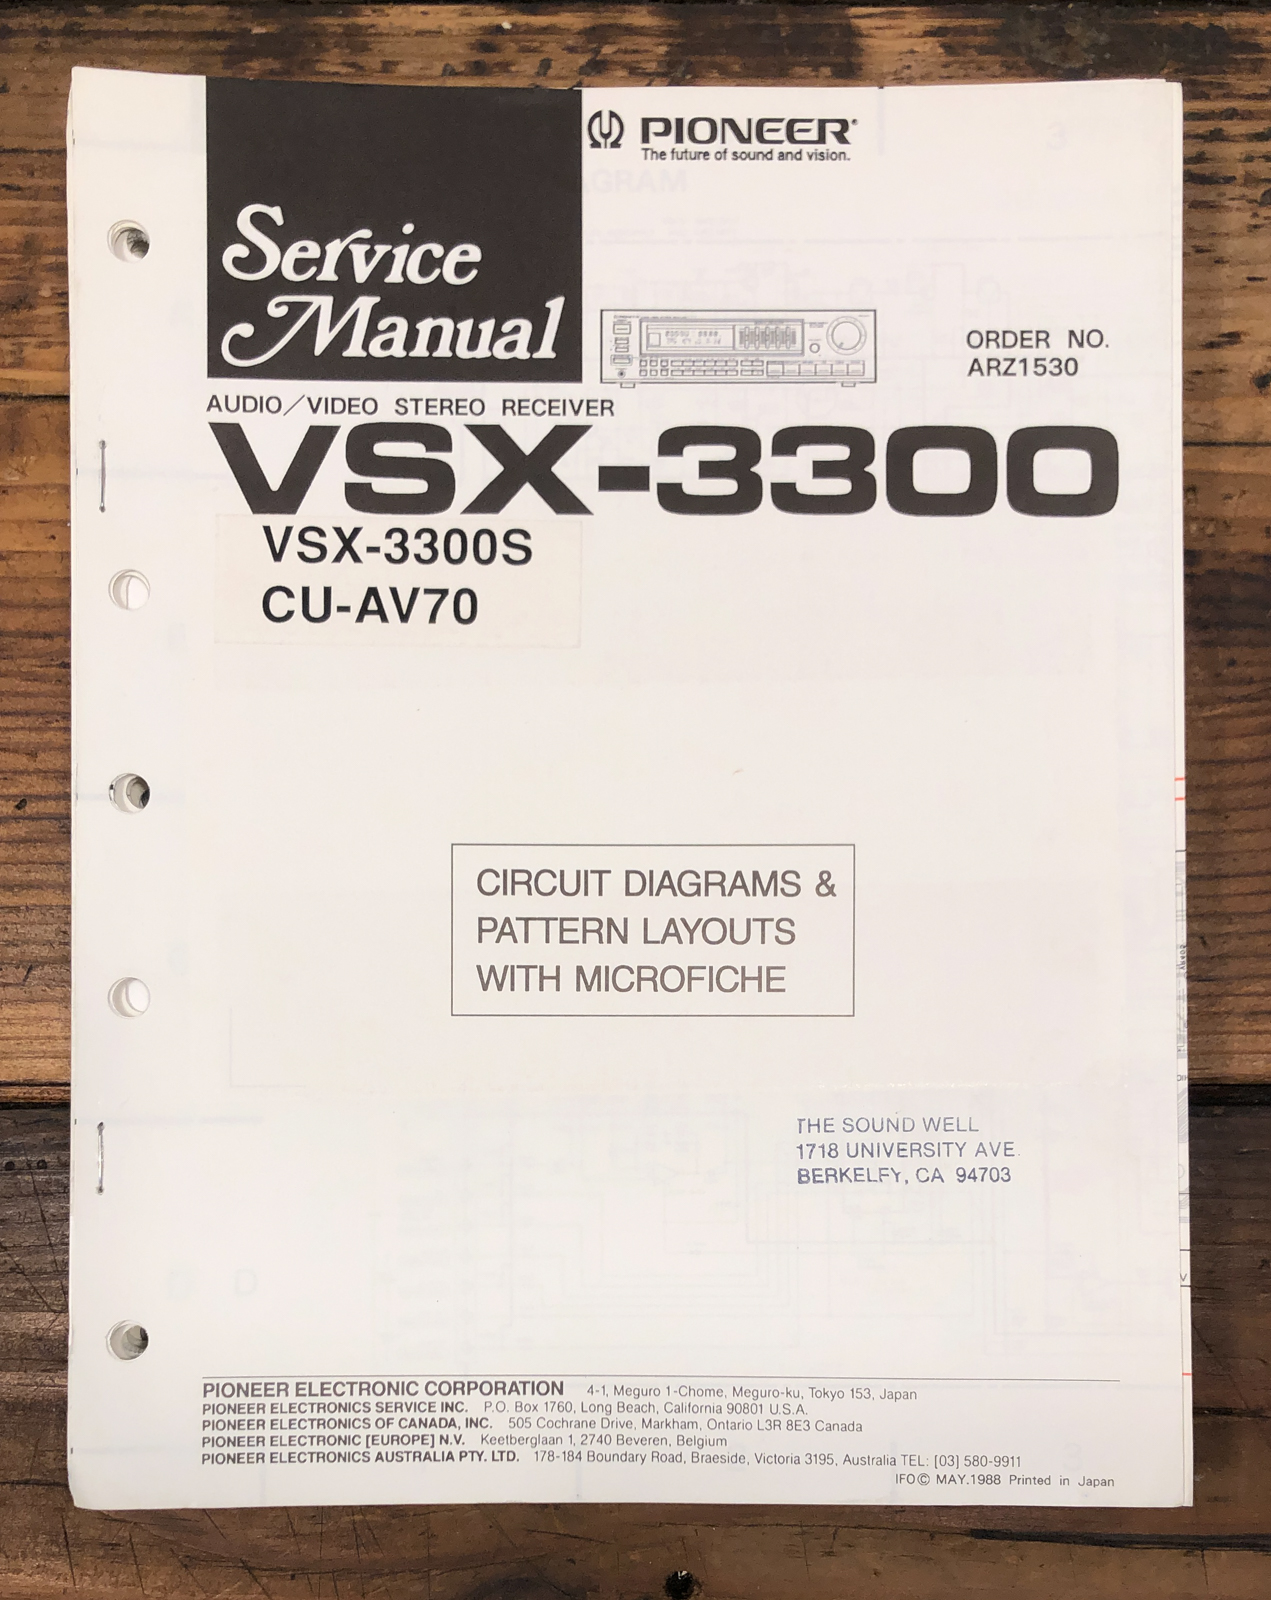 PIONEER
The future of sound and vision.
Service
Manual
ORDER NO.
ARZ1530
AUDIO/VIDEO STEREO RECEIVER
VSX-3300
VSX-3300S
CU-AV70
CIRCUIT DIAGRAMS &
PATTERN LAYOUTS
WITH MICROFICHE
THE SOUND WELL
1718 UNIVERSITY AVE.
BERKELEY, CA 94703
PIONEER ELECTRONIC CORPORATION 4-1, Meguro 1-Chome, Meguro-ku, Tokyo 153, Japan
PIONEER ELECTRONICS SERVICE INC. P.O. Box 1760, Long Beach, California 90801 U.S.A.
PIONEER ELECTRONICS OF CANADA, INC. 505 Cochrane Drive, Markham, Ontario L3R 8E3 Canada
PIONEER ELECTRONIC [EUROPE] N.V. Keetberglaan 1, 2740 Beveren, Belgium
PIONEER ELECTRONICS AUSTRALIA PTY. LTD. 178-184 Boundary Road, Braeside, Victoria 3195, Australia TEL: [03] 580-9911
IFO © MAY.1988 Printed in Japan